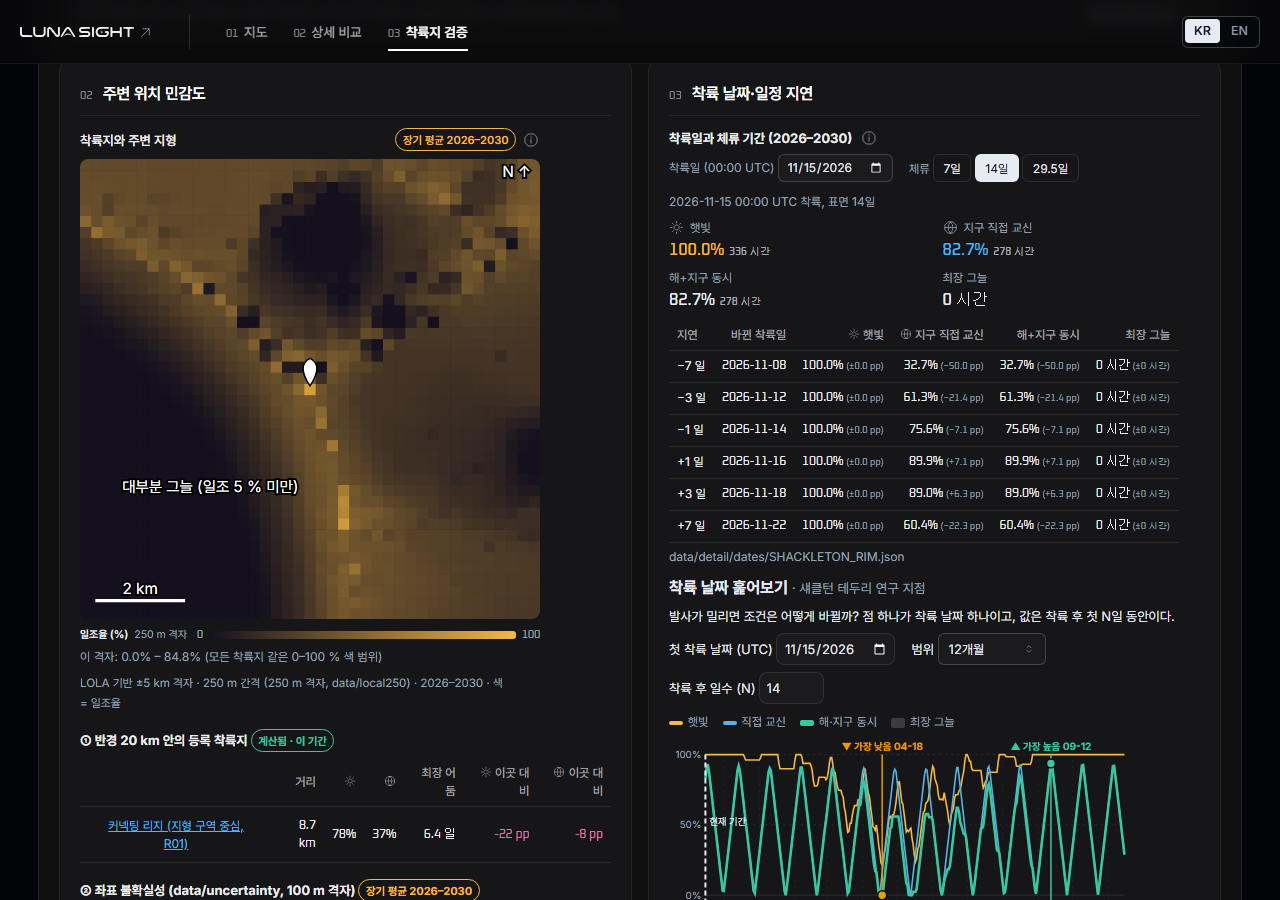 LUNA SIGHT
01 지도
02 상세 비교
03 착륙지 검증
KR EN
02 주변 위치 민감도
착륙지와 주변 지형
장기 평균 2026–2030
N ↑
대부분 그늘 (일조 5 % 미만)
2 km
일조율 (%) 250 m 격자 0 100
이 격자: 0.0% – 84.8% (모든 착륙지 같은 0–100 % 색 범위)
LOLA 기반 ±5 km 격자 · 250 m 간격 (250 m 격자, data/local250) · 2026–2030 · 색
= 일조율
① 반경 20 km 안의 등록 착륙지 계산됨 · 이 기간
거리 최장 어둠 이곳 대비 이곳 대비
커넥팅 리지 (지형 구역 중심, R01) 8.7 km 78% 37% 6.4 일 -22 pp -8 pp
② 좌표 불확실성 (data/uncertainty, 100 m 격자) 장기 평균 2026–2030
03 착륙 날짜·일정 지연
착륙일과 체류 기간 (2026–2030)
착륙일 (00:00 UTC) 11/15/2026 체류 7일 14일 29.5일
2026-11-15 00:00 UTC 착륙, 표면 14일
햇빛 지구 직접 교신
100.0% 336 시간 82.7% 278 시간
해+지구 동시 최장 그늘
82.7% 278 시간 0 시간
지연 바뀐 착륙일 햇빛 지구 직접 교신 해+지구 동시 최장 그늘
−7 일 2026-11-08 100.0% (±0.0 pp) 32.7% (−50.0 pp) 32.7% (−50.0 pp) 0 시간 (±0 시간)
−3 일 2026-11-12 100.0% (±0.0 pp) 61.3% (−21.4 pp) 61.3% (−21.4 pp) 0 시간 (±0 시간)
−1 일 2026-11-14 100.0% (±0.0 pp) 75.6% (−7.1 pp) 75.6% (−7.1 pp) 0 시간 (±0 시간)
+1 일 2026-11-16 100.0% (±0.0 pp) 89.9% (+7.1 pp) 89.9% (+7.1 pp) 0 시간 (±0 시간)
+3 일 2026-11-18 100.0% (±0.0 pp) 89.0% (+6.3 pp) 89.0% (+6.3 pp) 0 시간 (±0 시간)
+7 일 2026-11-22 100.0% (±0.0 pp) 60.4% (−22.3 pp) 60.4% (−22.3 pp) 0 시간 (±0 시간)
data/detail/dates/SHACKLETON_RIM.json
착륙 날짜 훑어보기 · 섀클턴 테두리 연구 지점
발사가 밀리면 조건은 어떻게 바뀔까? 점 하나가 착륙 날짜 하나이고, 값은 착륙 후 첫 N일 동안이다.
첫 착륙 날짜 (UTC) 11/15/2026 범위 12개월
착륙 후 일수 (N) 14
햇빛 직접 교신 해·지구 동시 최장 그늘
▼ 가장 낮음 04-18 ▲ 가장 높음 09-12
100%
현재 기간
50%
0%